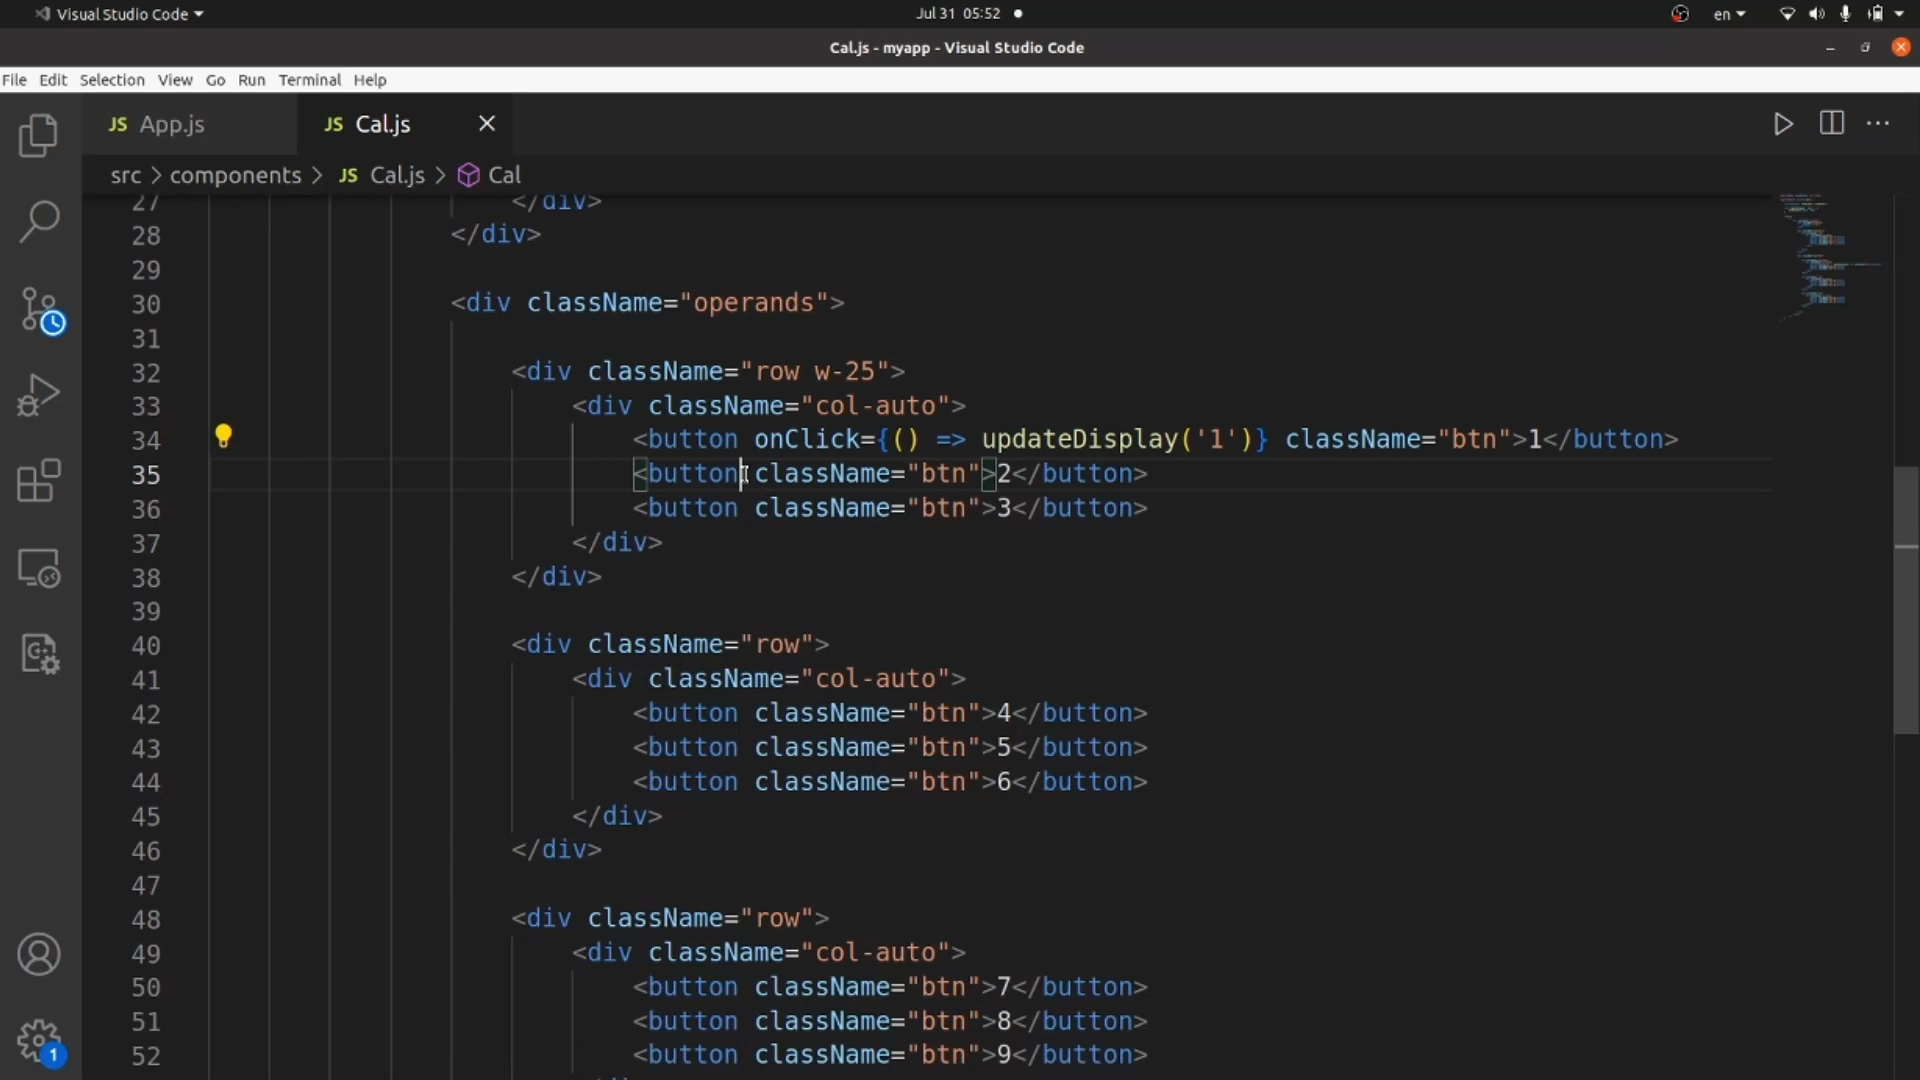 Visual Studio Code
Jul 31 05:52
en
Cal.js - myapp - Visual Studio Code
File Edit Selection View Go Run Terminal Help
JS App.js
JS Cal.js
src > components > JS Cal.js > Cal
27 </div>
28 </div>
29
30 <div className="operands">
31
32 <div className="row w-25">
33 <div className="col-auto">
34 <button onClick={() => updateDisplay('1')} className="btn">1</button>
35 <button className="btn">2</button>
36 <button className="btn">3</button>
37 </div>
38 </div>
39
40 <div className="row">
41 <div className="col-auto">
42 <button className="btn">4</button>
43 <button className="btn">5</button>
44 <button className="btn">6</button>
45 </div>
46 </div>
47
48 <div className="row">
49 <div className="col-auto">
50 <button className="btn">7</button>
51 <button className="btn">8</button>
52 <button className="btn">9</button>
1